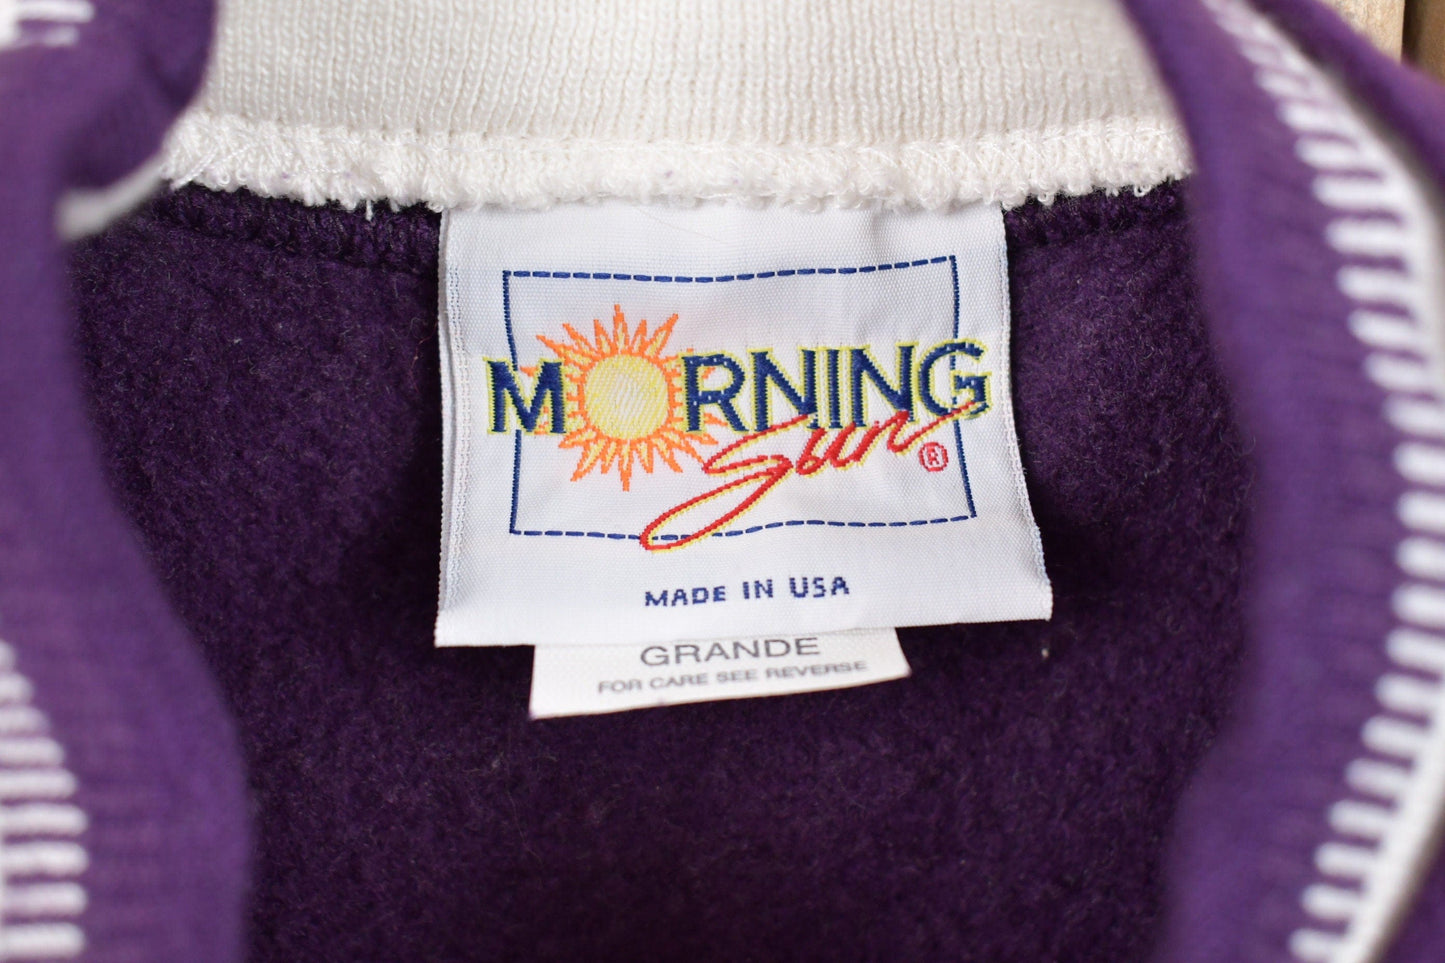 MORNING
Sun®
MADE IN USA
GRANDE
FOR CARE SEE REVERSE